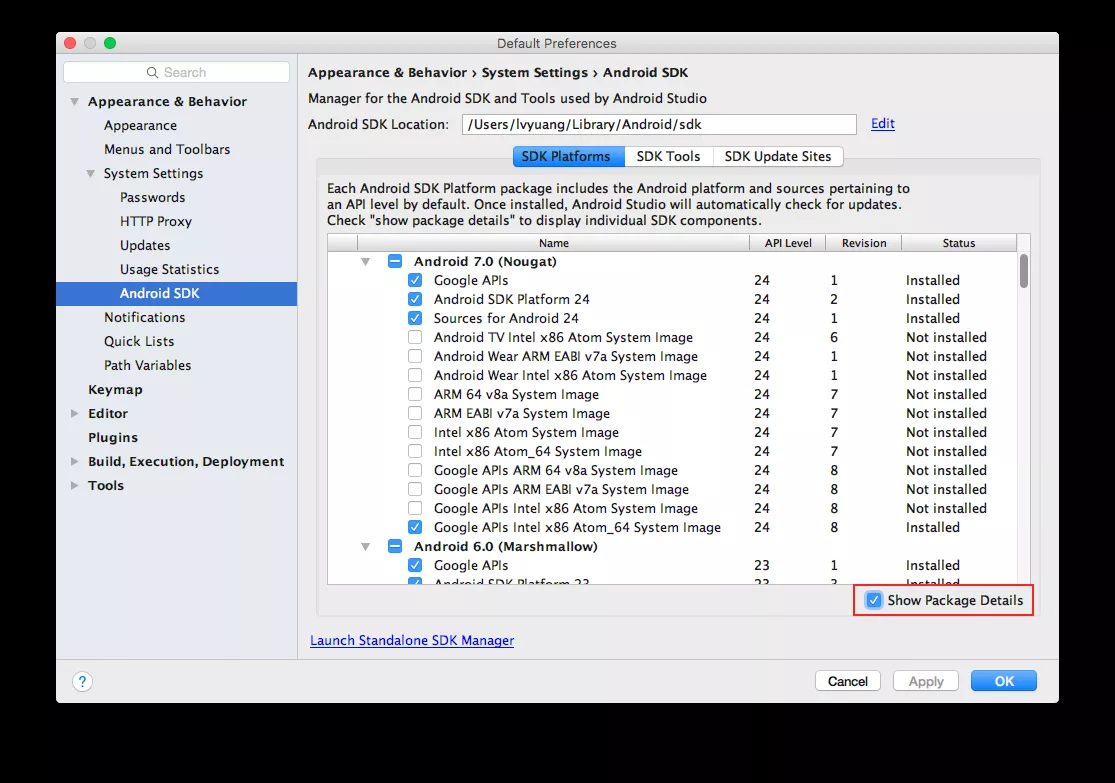 Default Preferences
Search
Appearance & Behavior
Appearance
Menus and Toolbars
System Settings
Passwords
HTTP Proxy
Updates
Usage Statistics
Android SDK
Notifications
Quick Lists
Path Variables
Keymap
Editor
Plugins
Build, Execution, Deployment
Tools
Appearance & Behavior › System Settings › Android SDK
Manager for the Android SDK and Tools used by Android Studio
Android SDK Location: /Users/lvyuang/Library/Android/sdk Edit
SDK Platforms SDK Tools SDK Update Sites
Each Android SDK Platform package includes the Android platform and sources pertaining to
an API level by default. Once installed, Android Studio will automatically check for updates.
Check "show package details" to display individual SDK components.
Name API Level Revision Status
Android 7.0 (Nougat)
Google APIs 24 1 Installed
Android SDK Platform 24 24 2 Installed
Sources for Android 24 24 1 Installed
Android TV Intel x86 Atom System Image 24 6 Not installed
Android Wear ARM EABI v7a System Image 24 1 Not installed
Android Wear Intel x86 Atom System Image 24 1 Not installed
ARM 64 v8a System Image 24 7 Not installed
ARM EABI v7a System Image 24 7 Not installed
Intel x86 Atom System Image 24 7 Not installed
Intel x86 Atom_64 System Image 24 7 Not installed
Google APIs ARM 64 v8a System Image 24 8 Not installed
Google APIs ARM EABI v7a System Image 24 8 Not installed
Google APIs Intel x86 Atom System Image 24 8 Not installed
Google APIs Intel x86 Atom_64 System Image 24 8 Installed
Android 6.0 (Marshmallow)
Google APIs 23 1 Installed
Android SDK Platform 23 23 3 Installed
Show Package Details
Launch Standalone SDK Manager
? Cancel Apply OK